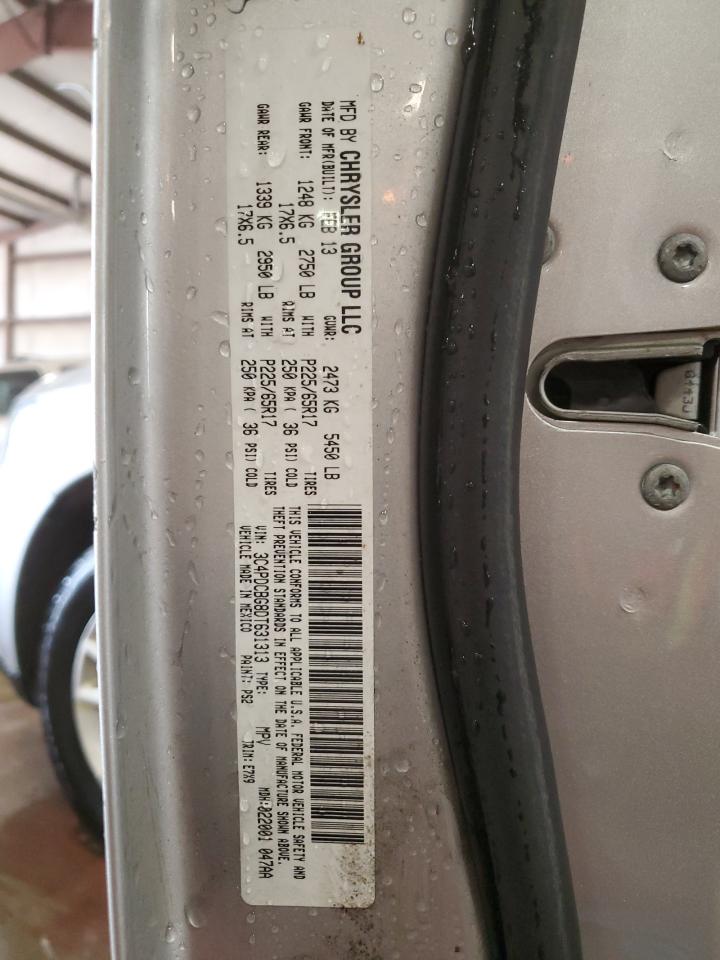 MFD BY CHRYSLER GROUP LLC
DATE OF MFR(BUILT): FEB 13 GVWR: 2473 KG 5450 LB
GAWR FRONT: 1248 KG 2750 LB WITH P225/65R17 TIRES
17X6.5 RIMS AT 250 KPA ( 36 PSI) COLD
GAWR REAR: 1339 KG 2950 LB WITH P225/65R17 TIRES
17X6.5 RIMS AT 250 KPA ( 36 PSI) COLD
THIS VEHICLE CONFORMS TO ALL APPLICABLE U.S.A. FEDERAL MOTOR VEHICLE SAFETY AND
THEFT PREVENTION STANDARDS IN EFFECT ON THE DATE OF MANUFACTURE SHOWN ABOVE.
VIN: 3C4PDCBG8DT631313 TYPE: MPV MDH: 022001 047AA
VEHICLE MADE IN MEXICO PAINT: PS2 TRIM: E7X9